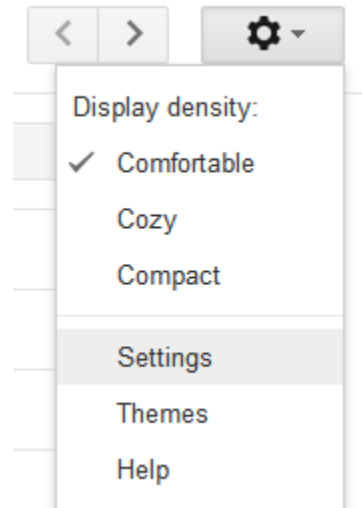 Display density:
Comfortable
Cozy
Compact
Settings
Themes
Help